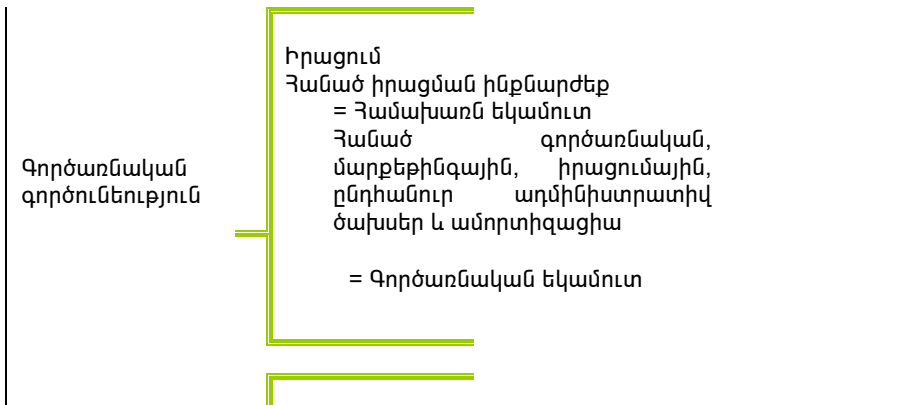 Գործառնական
գործունեություն
Իրացում
Հանած իրացման ինքնարժեք
= Համախառն եկամուտ
Հանած գործառնական,
մարքեթինգային, իրացումային,
ընդհանուր ադմինիստրատիվ
ծախսեր և ամորտիզացիա
= Գործառնական եկամուտ